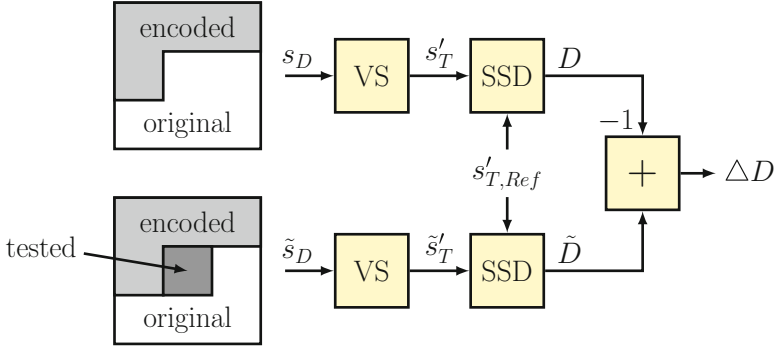 encoded
original
s_D
VS
s'_T
SSD
D
−1
s'_{T,Ref}
+
△D
encoded
tested
original
s̃_D
VS
s̃'_T
SSD
D̃